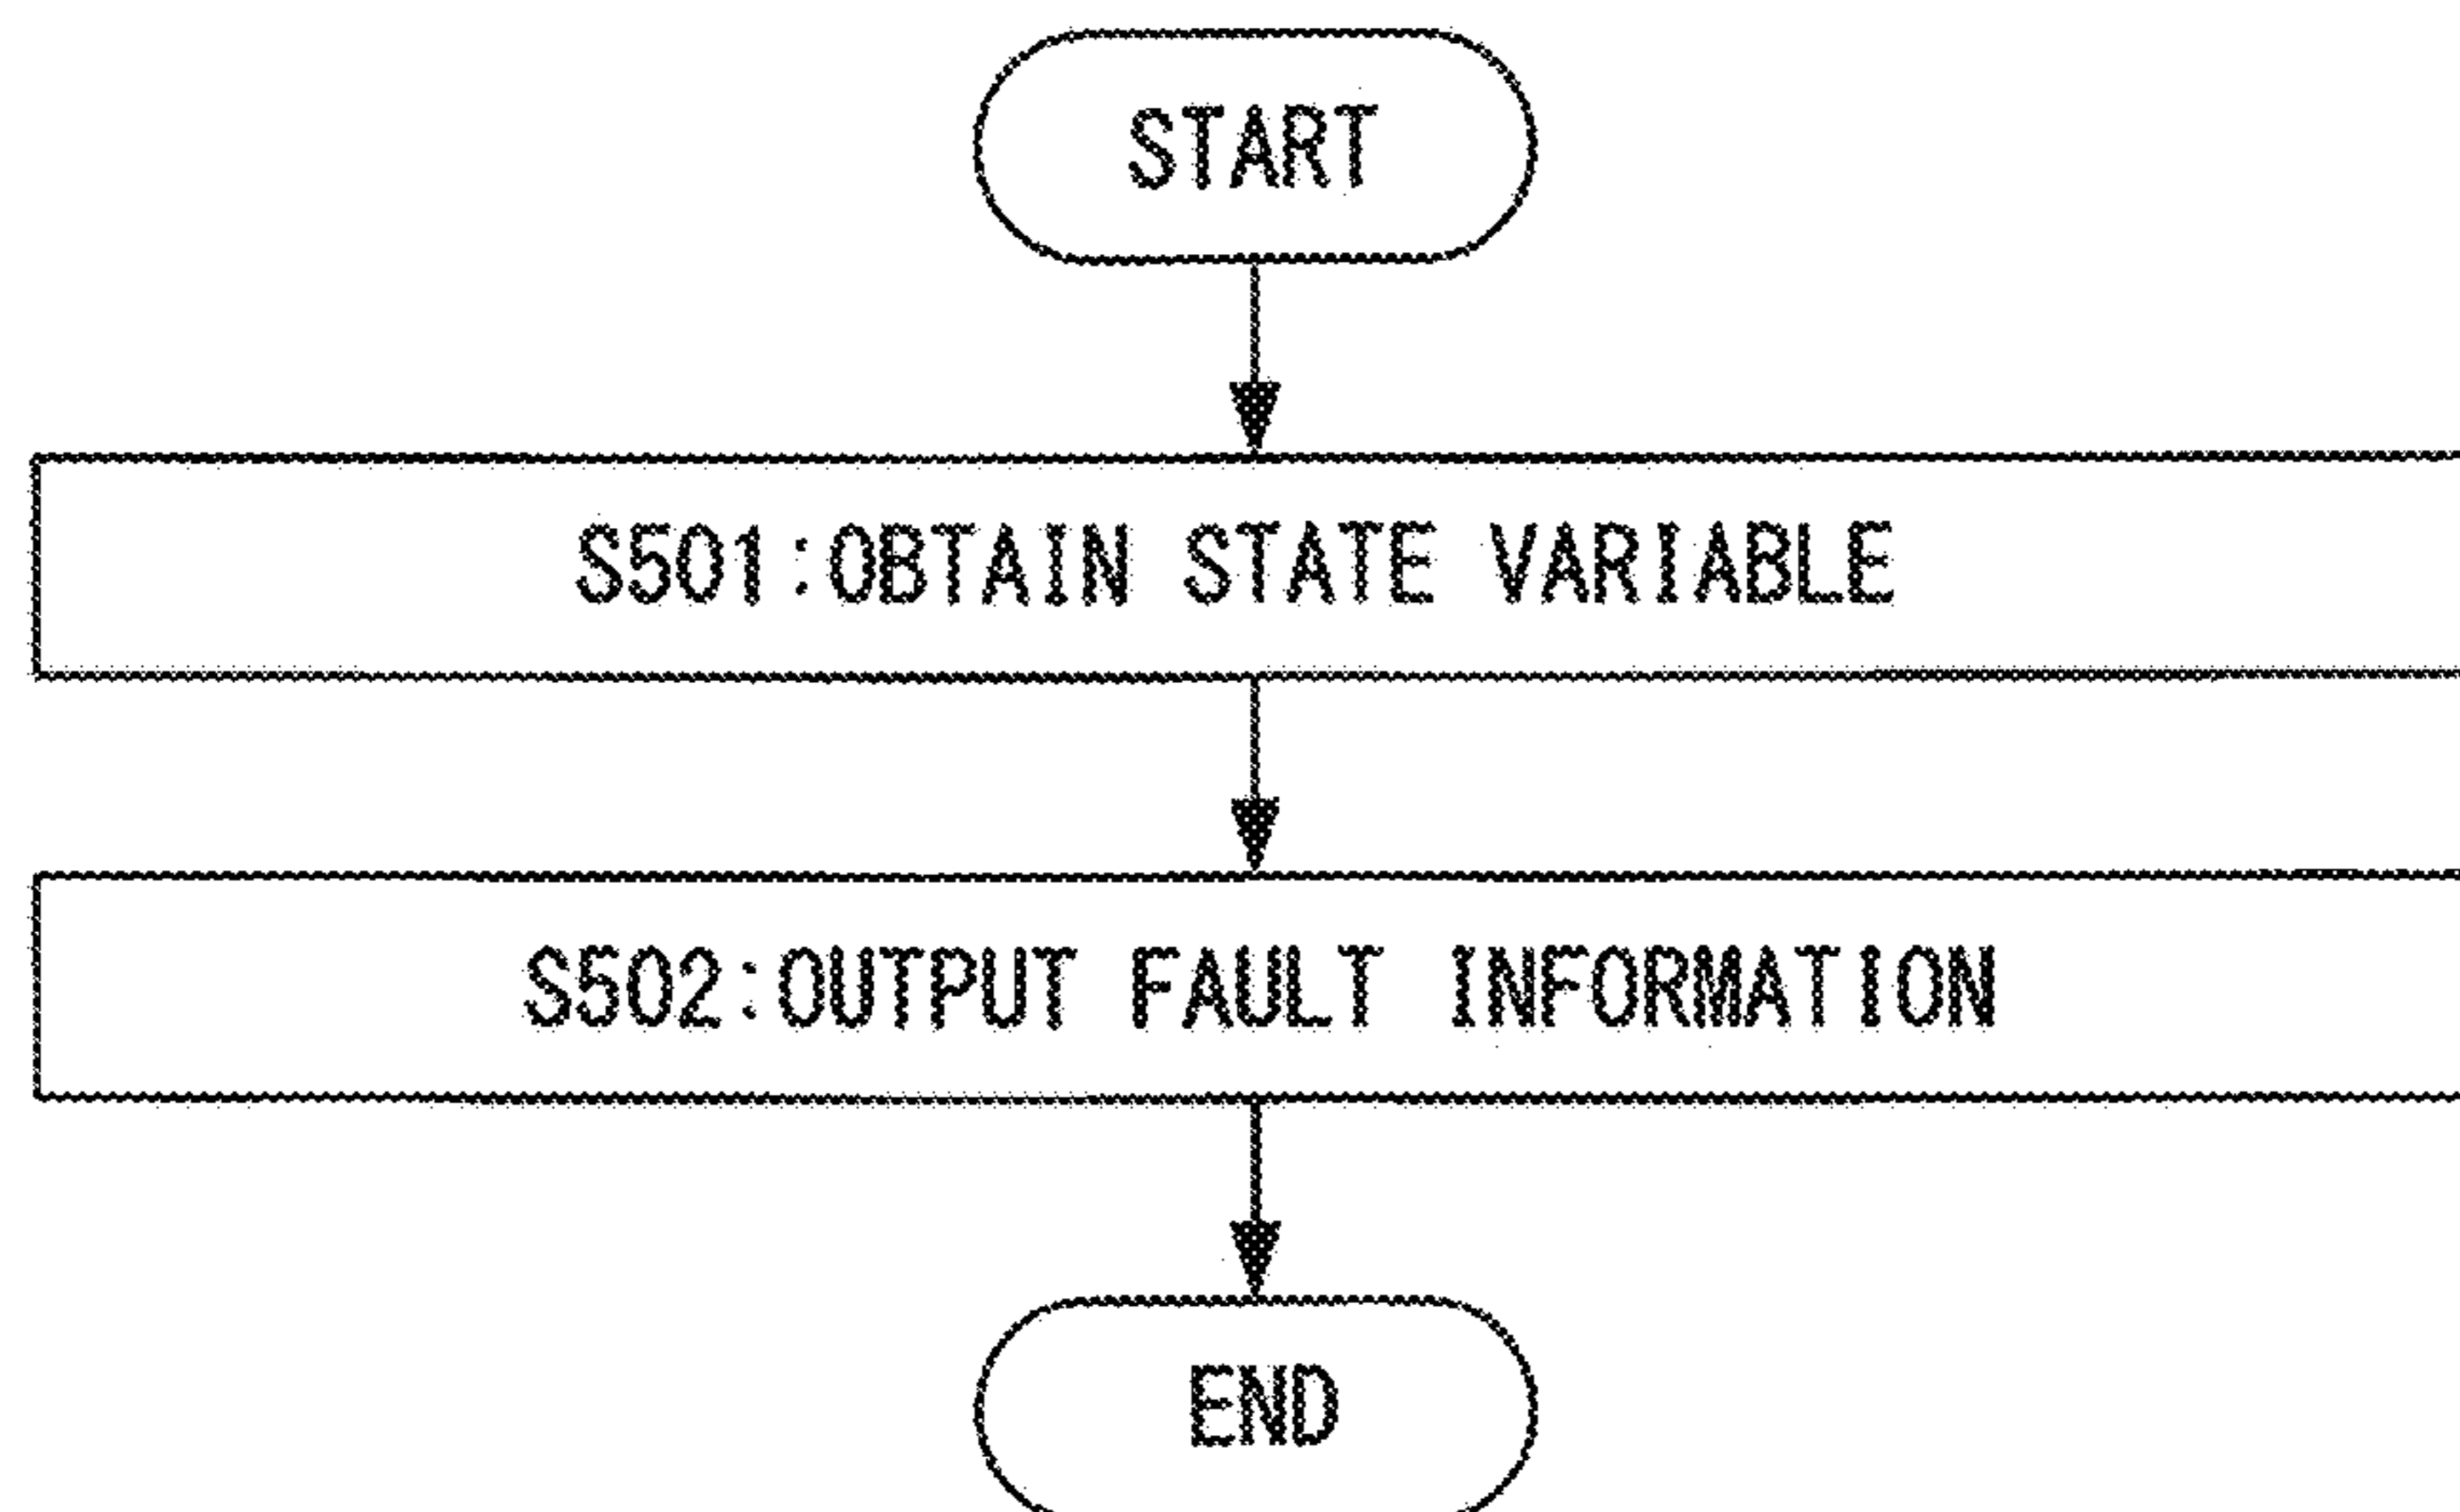 START
S501:OBTAIN STATE VARIABLE
S502:OUTPUT FAULT INFORMATION
END